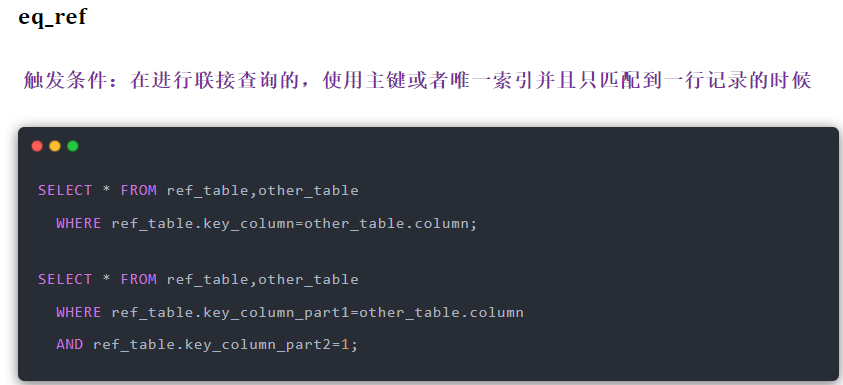 eq_ref
触发条件：在进行联接查询的，使用主键或者唯一索引并且只匹配到一行记录的时候
SELECT * FROM ref_table,other_table
WHERE ref_table.key_column=other_table.column;
SELECT * FROM ref_table,other_table
WHERE ref_table.key_column_part1=other_table.column
AND ref_table.key_column_part2=1;